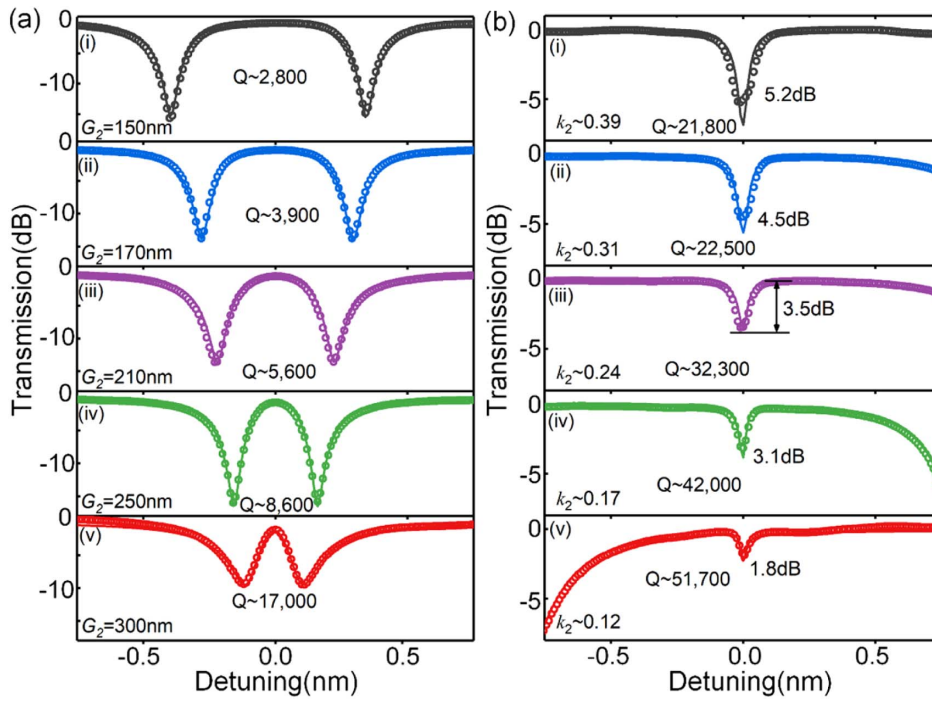 (a)
Transmission(dB)
0
(i)
Q~2,800
-10
G2=150nm
0
(ii)
Q~3,900
-10
G2=170nm
0
(iii)
-10
Q~5,600
G2=210nm
0
(iv)
-10
Q~8,600
G2=250nm
0
(v)
-10
Q~17,000
G2=300nm
-0.5
0.0
0.5
Detuning(nm)
(b)
Transmission(dB)
0
(i)
5.2dB
-5
k2~0.39
Q~21,800
0
(ii)
4.5dB
-5
Q~22,500
k2~0.31
0
(iii)
3.5dB
-5
k2~0.24
Q~32,300
0
(iv)
3.1dB
-5
Q~42,000
k2~0.17
0
(v)
Q~51,700
1.8dB
-5
k2~0.12
-0.5
0.0
0.5
Detuning(nm)